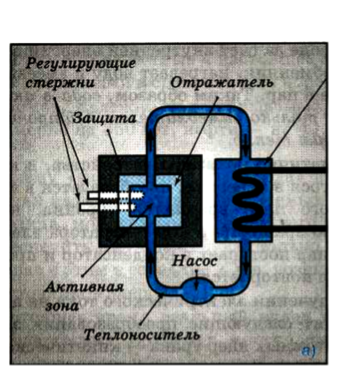 Регулирующие
стержни
Отражатель
Защита
Насос
Активная
зона
Теплоноситель
а)